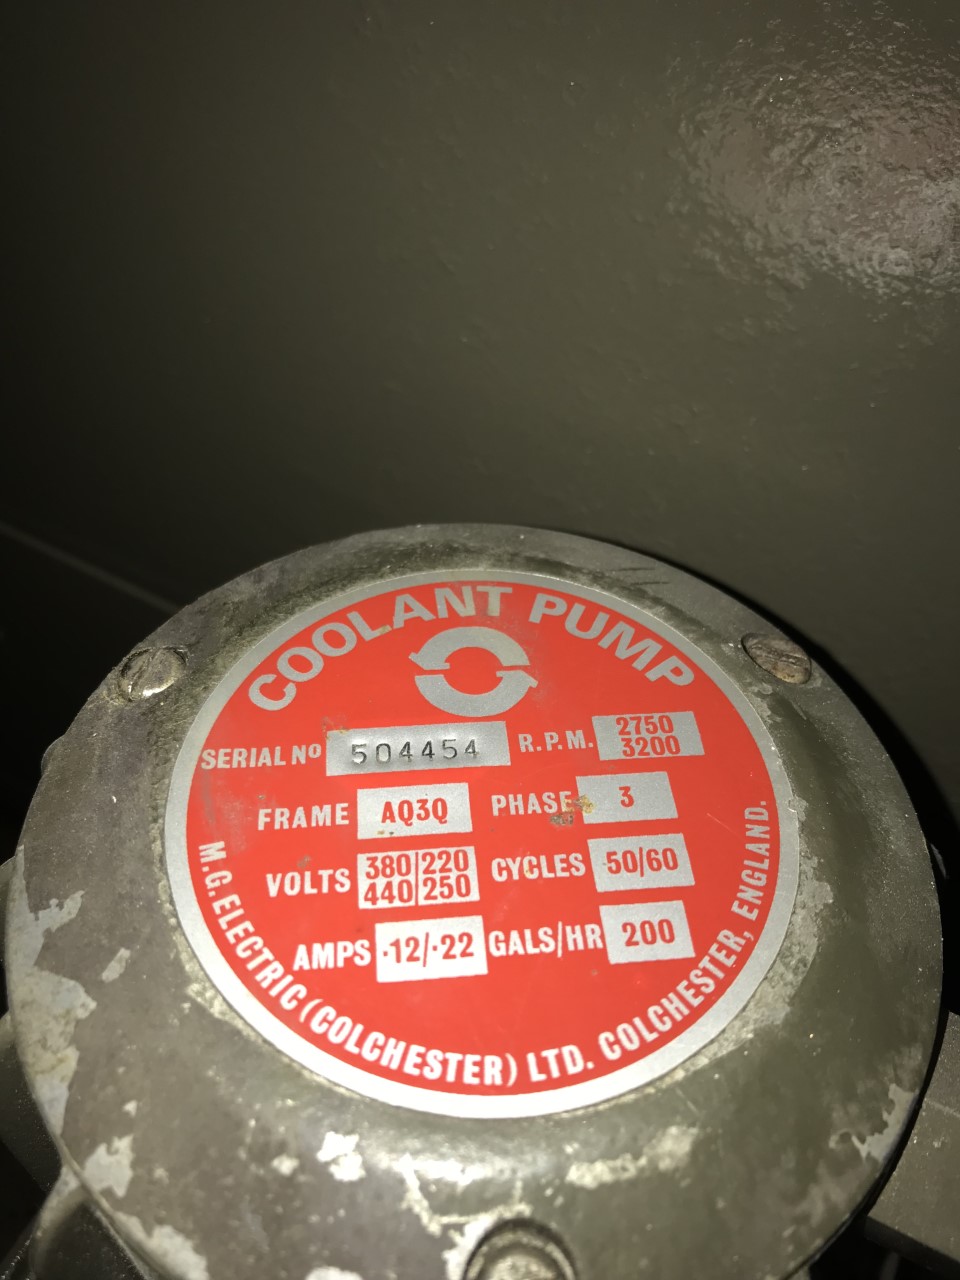 COOLANT PUMP
SERIAL No 504454 R.P.M. 2750 3200
FRAME AQ3Q PHASE 3
VOLTS 380/220 440/250 CYCLES 50/60
AMPS ·12/·22 GALS/HR 200
M.G. ELECTRIC (COLCHESTER) LTD. COLCHESTER, ENGLAND.